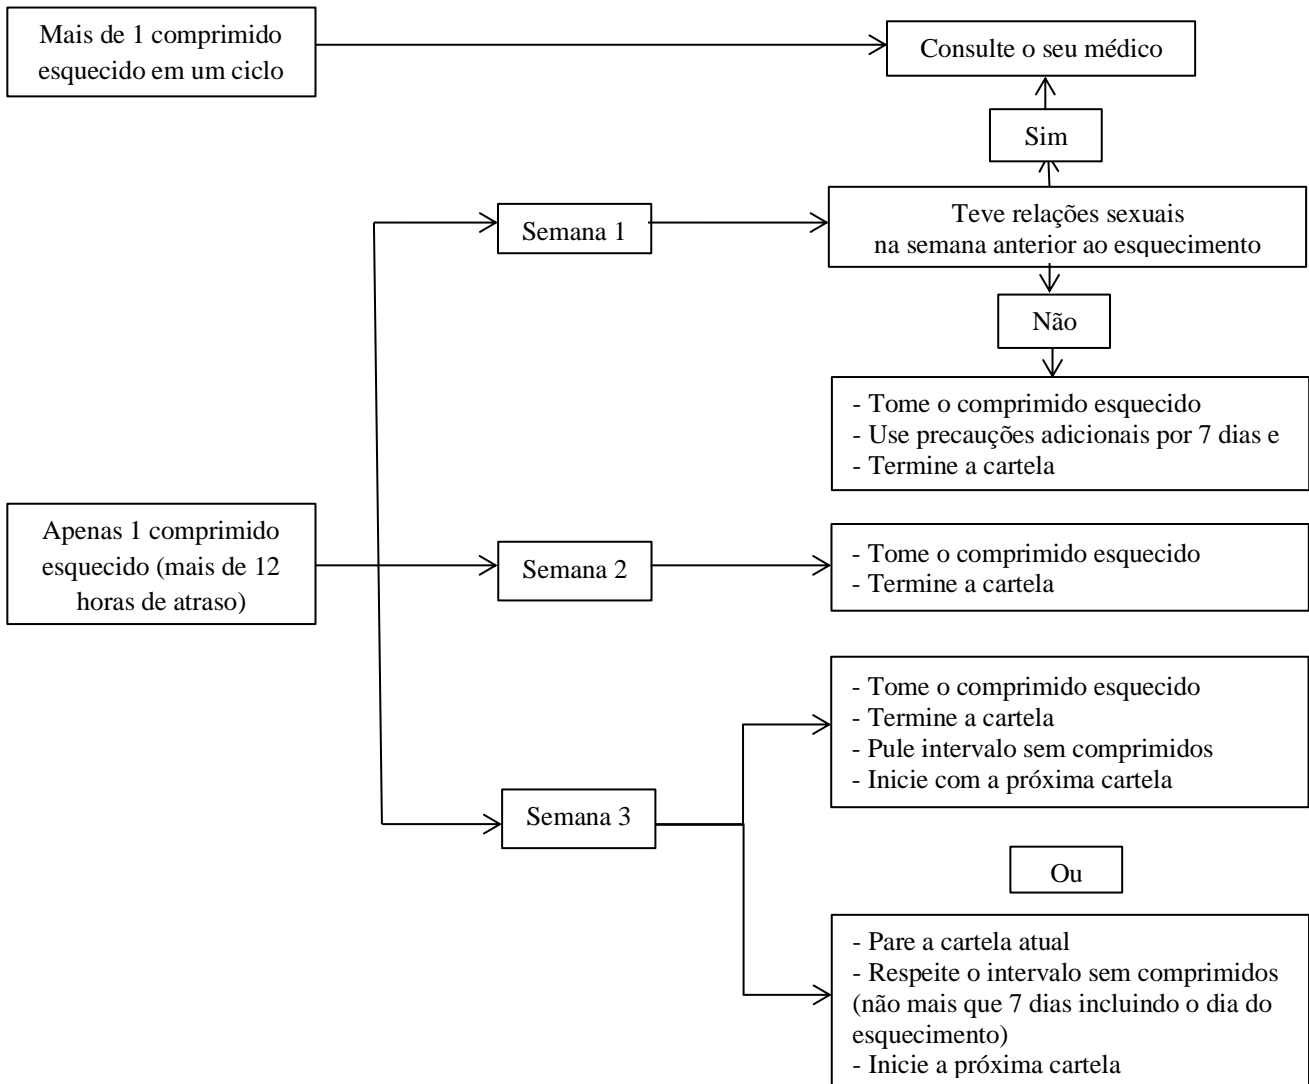 Mais de 1 comprimido
esquecido em um ciclo
Consulte o seu médico
Sim
Semana 1
Teve relações sexuais
na semana anterior ao esquecimento
Não
- Tome o comprimido esquecido
- Use precauções adicionais por 7 dias e
- Termine a cartela
Apenas 1 comprimido
esquecido (mais de 12
horas de atraso)
Semana 2
- Tome o comprimido esquecido
- Termine a cartela
- Tome o comprimido esquecido
- Termine a cartela
- Pule intervalo sem comprimidos
- Inicie com a próxima cartela
Semana 3
Ou
- Pare a cartela atual
- Respeite o intervalo sem comprimidos
(não mais que 7 dias incluindo o dia do
esquecimento)
- Inicie a próxima cartela